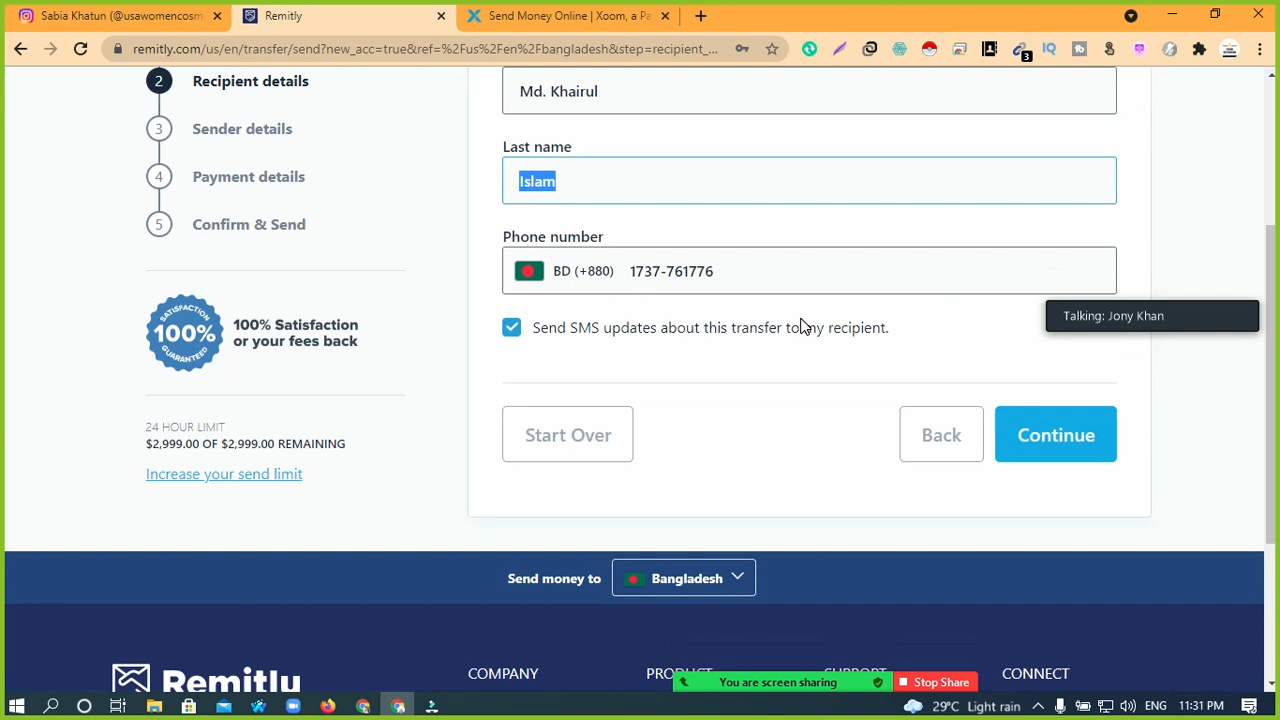 Sabia Khatun (@usawomencosm
Remitly
Send Money Online | Xoom, a Pa
remitly.com/us/en/transfer/send?new_acc=true&ref=%2Fus%2Fen%2Fbangladesh&step=recipient_...
3
IQ
2
Recipient details
Md. Khairul
3
Sender details
Last name
4
Payment details
Islam
5
Confirm & Send
Phone number
BD (+880)
1737-761776
SATISFACTION
100%
GUARANTEED
100% Satisfaction
or your fees back
Talking: Jony Khan
Send SMS updates about this transfer to my recipient.
24 HOUR LIMIT
$2,999.00 OF $2,999.00 REMAINING
Increase your send limit
Start Over
Back
Continue
Send money to
Bangladesh
Remitly
COMPANY
PRODUCT
SUPPORT
CONNECT
You are screen sharing
Stop Share
29°C Light rain
ENG
11:31 PM